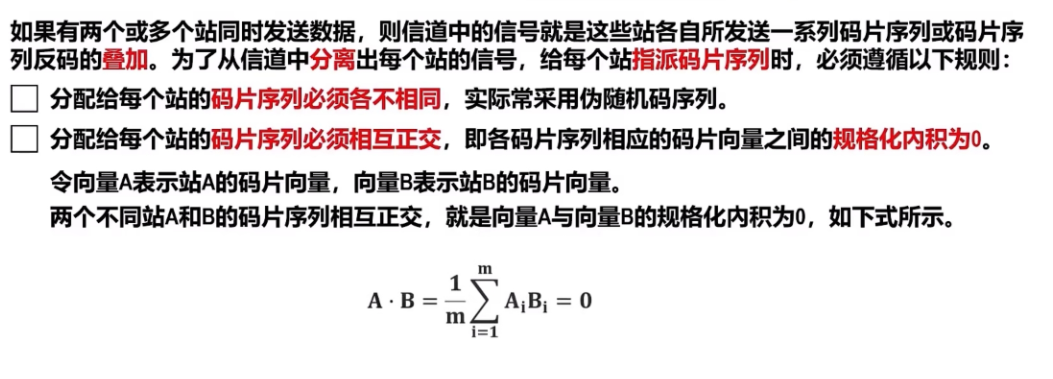 如果有两个或多个站同时发送数据，则信道中的信号就是这些站各自所发送一系列码片序列或码片序
列反码的叠加。为了从信道中分离出每个站的信号，给每个站指派码片序列时，必须遵循以下规则：
分配给每个站的码片序列必须各不相同，实际常采用伪随机码序列。
分配给每个站的码片序列必须相互正交，即各码片序列相应的码片向量之间的规格化内积为0。
令向量A表示站A的码片向量，向量B表示站B的码片向量。
两个不同站A和B的码片序列相互正交，就是向量A与向量B的规格化内积为0，如下式所示。
A · B = 1/m ∑_{i=1}^{m} A_i B_i = 0